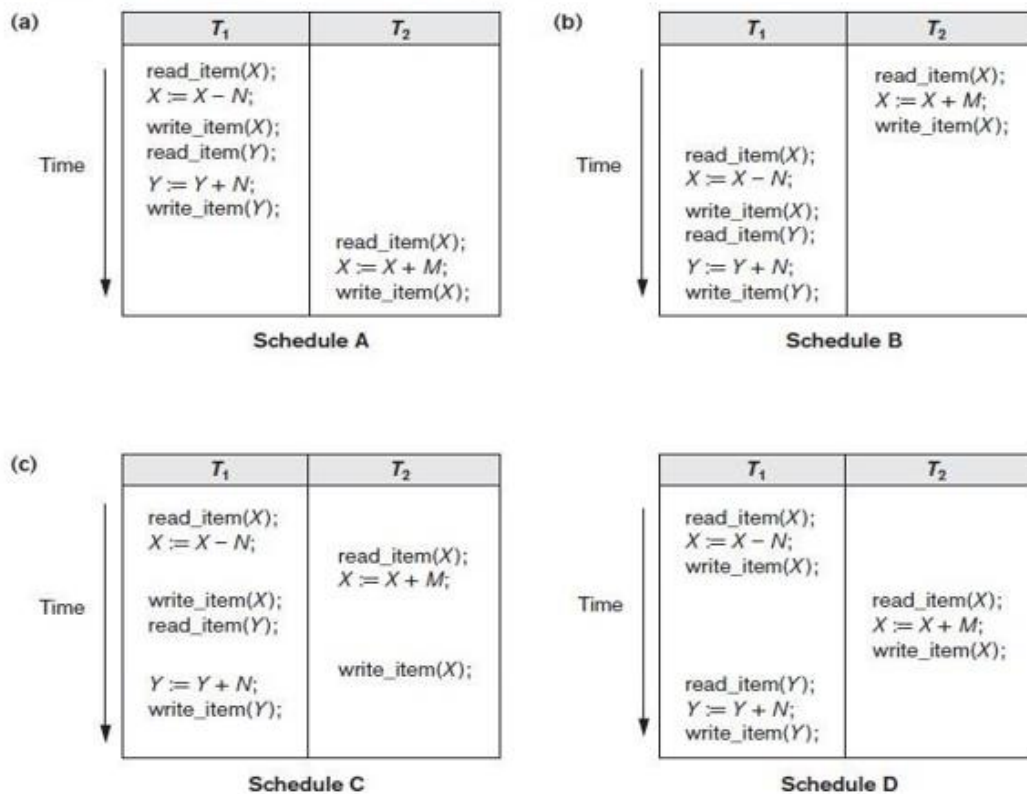 (a)
T₁ T₂
read_item(X);
X := X – N;
write_item(X);
read_item(Y);
Time
Y := Y + N;
write_item(Y);
read_item(X);
X := X + M;
write_item(X);
Schedule A
(b)
T₁ T₂
read_item(X);
X := X + M;
write_item(X);
Time
read_item(X);
X := X – N;
write_item(X);
read_item(Y);
Y := Y + N;
write_item(Y);
Schedule B
(c)
T₁ T₂
read_item(X);
X := X – N;
read_item(X);
X := X + M;
Time
write_item(X);
read_item(Y);
write_item(X);
Y := Y + N;
write_item(Y);
Schedule C
T₁ T₂
read_item(X);
X := X – N;
write_item(X);
Time
read_item(X);
X := X + M;
write_item(X);
read_item(Y);
Y := Y + N;
write_item(Y);
Schedule D